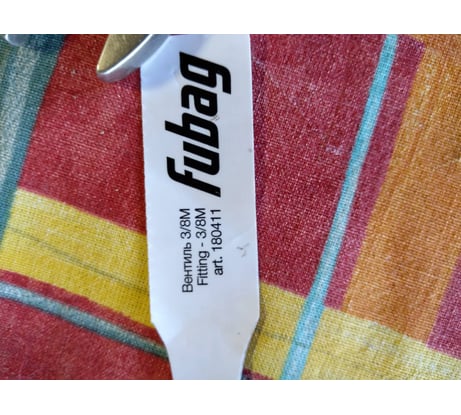 Fubag
Вентиль 3/8M
Fitting - 3/8M
art. 180411